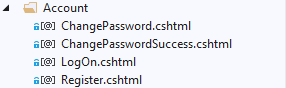 Account
[@] ChangePassword.cshtml
[@] ChangePasswordSuccess.cshtml
[@] LogOn.cshtml
[@] Register.cshtml